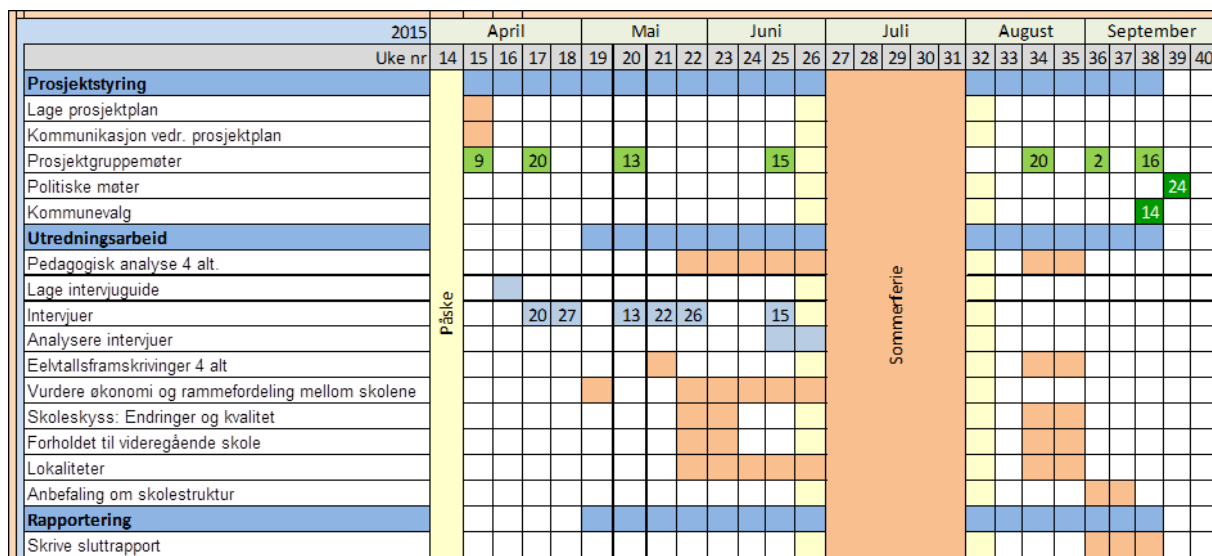 2015 April Mai Juni Juli August September
Uke nr 14 15 16 17 18 19 20 21 22 23 24 25 26 27 28 29 30 31 32 33 34 35 36 37 38 39 40
Prosjektstyring
Lage prosjektplan
Kommunikasjon vedr. prosjektplan
Prosjektgruppemøter 9 20 13 15 20 2 16
Politiske møter 24
Kommunevalg 14
Utredningsarbeid
Pedagogisk analyse 4 alt.
Lage intervjuguide
Påske
Sommerferie
Intervjuer 20 27 13 22 26 15
Analysere intervjuer
Eelvtallsframskrivinger 4 alt
Vurdere økonomi og rammefordeling mellom skolene
Skoleskyss: Endringer og kvalitet
Forholdet til videregående skole
Lokaliteter
Anbefaling om skolestruktur
Rapportering
Skrive sluttrapport